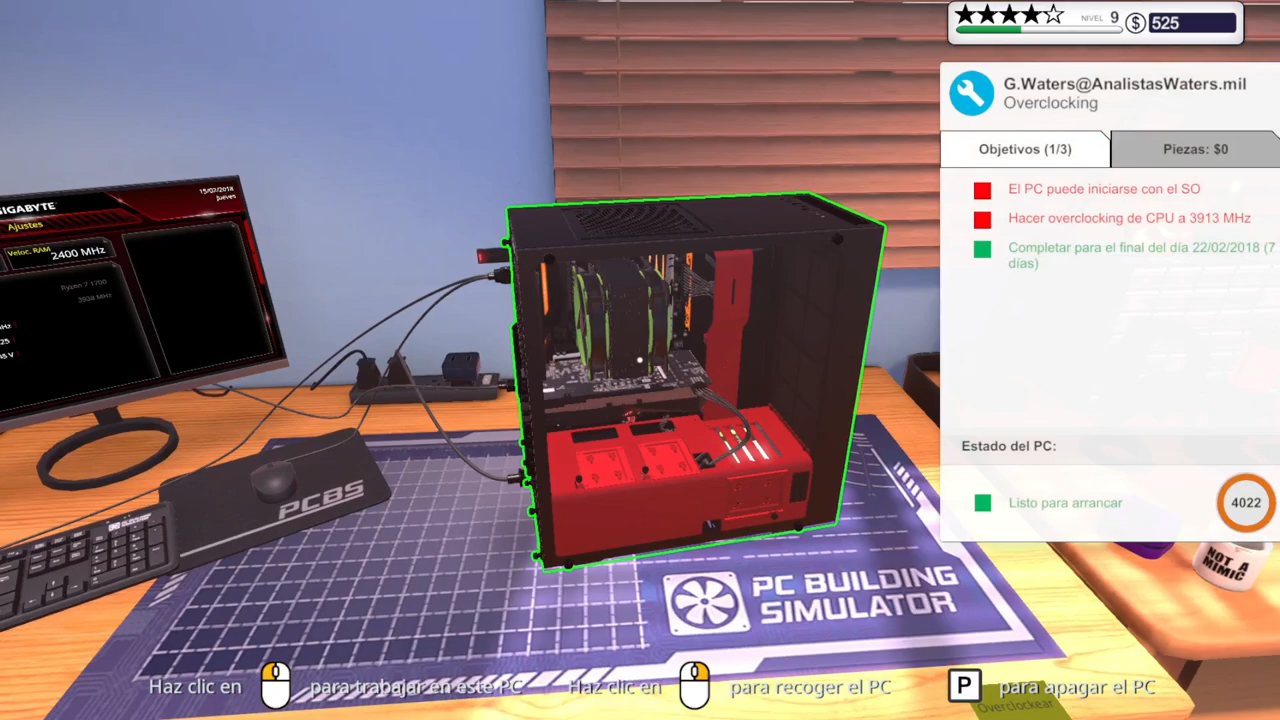 NIVEL 9 $ 525
G.Waters@AnalistasWaters.mil
Overclocking
Objetivos (1/3)
Piezas: $0
El PC puede iniciarse con el SO
Hacer overclocking de CPU a 3913 MHz
Completar para el final del día 22/02/2018 (7
días)
Estado del PC:
Listo para arrancar
4022
GIGABYTE
15/07/2018
Jueves
Ajustes
Veloc. RAM
2400 MHz
Ryzen 7 1700
PCBS
PC BUILDING
SIMULATOR
NOT A
MIMIC
Haz clic en para trabajar en este PC
Haz clic en para recoger el PC
P para apagar el PC
Overclockear